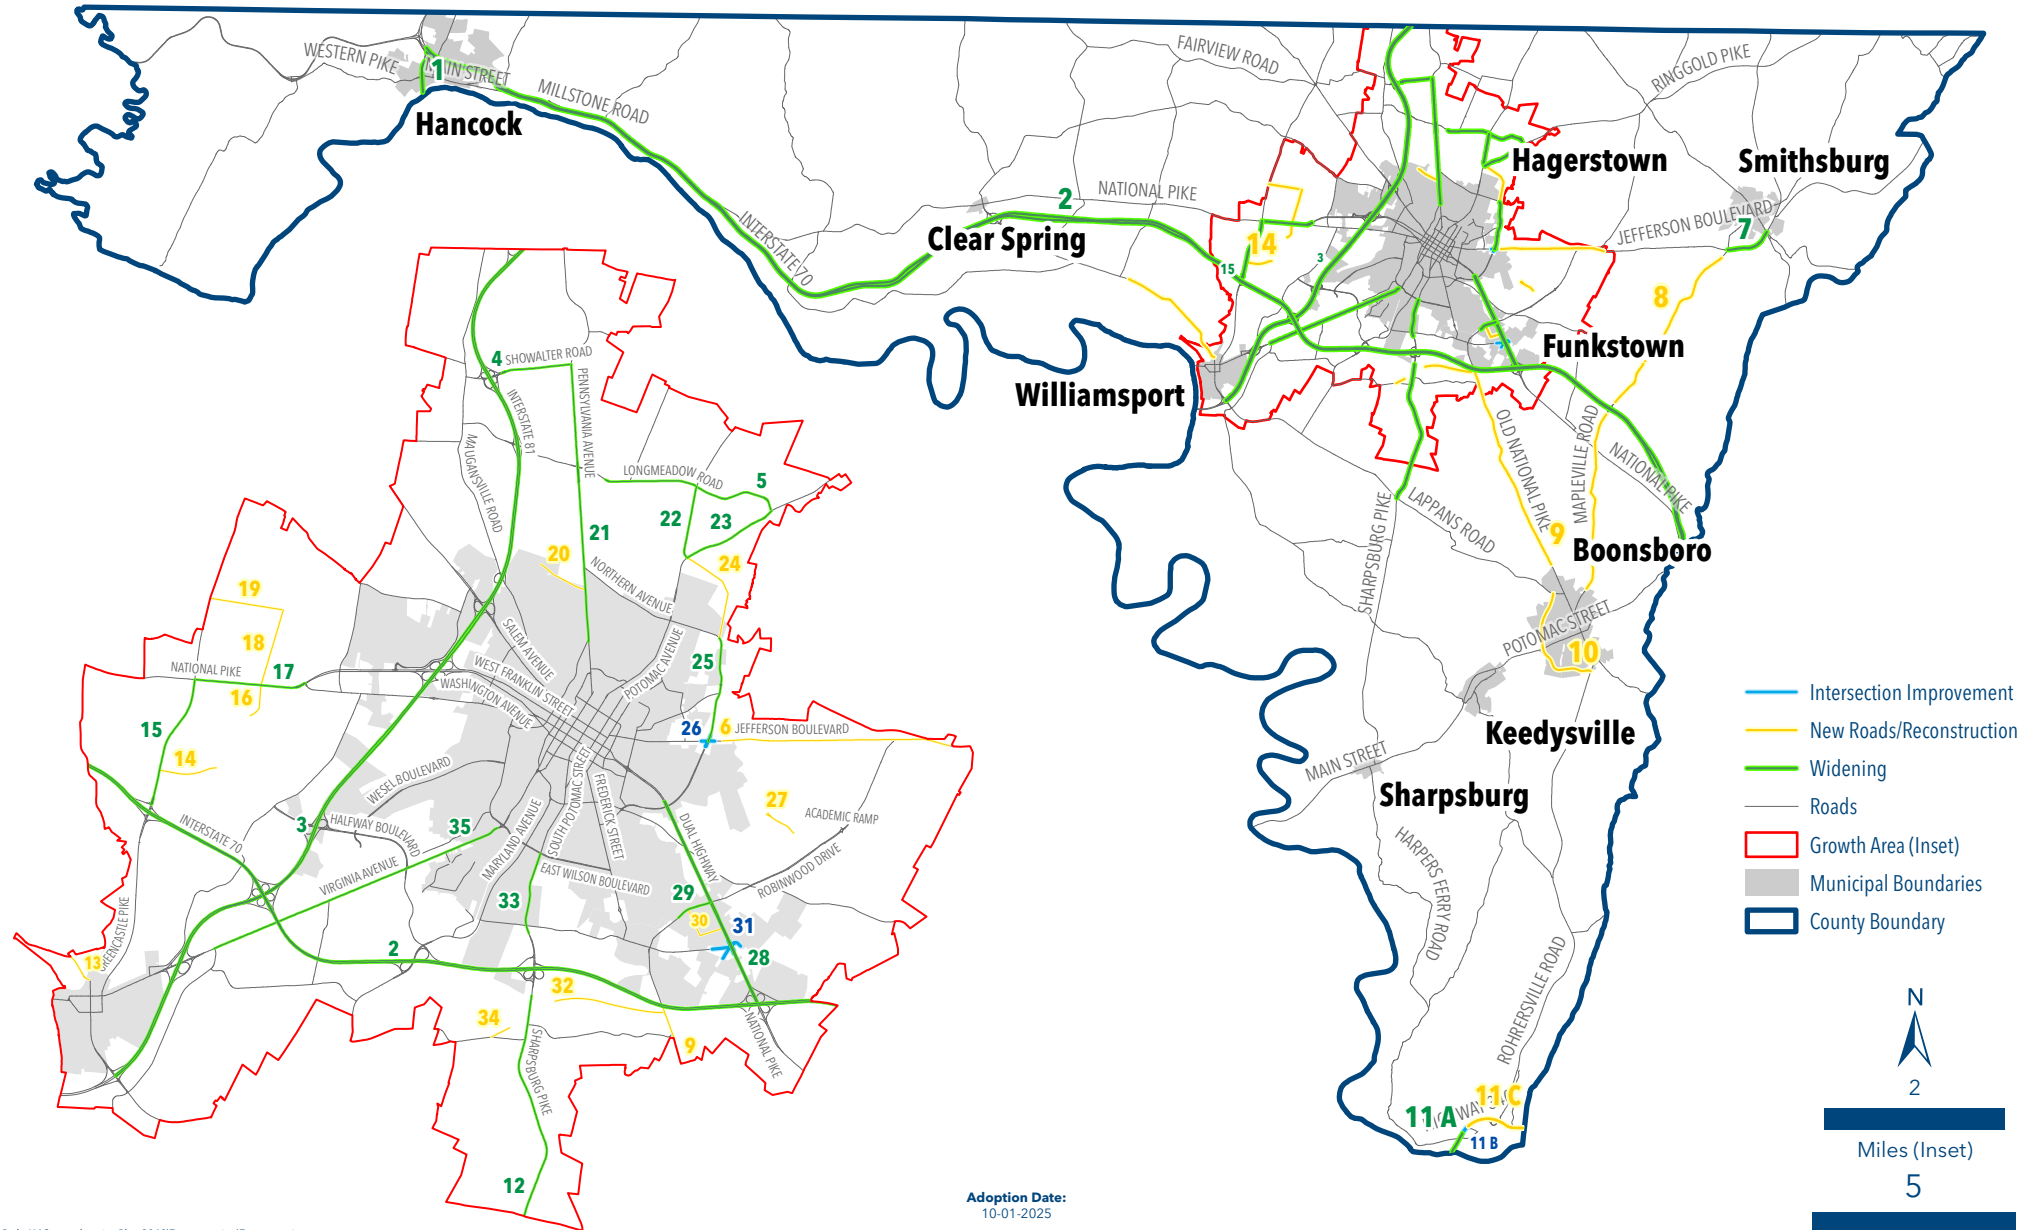 WESTERN PIKE
1
MAIN STREET
MILLSTONE ROAD
Hancock
FAIRVIEW ROAD
RINGGOLD PIKE
Hagerstown
Smithsburg
2
NATIONAL PIKE
INTERSTATE 70
Clear Spring
14
15
3
JEFFERSON BOULEVARD
7
8
Funkstown
Williamsport
OLD NATIONAL PIKE
MAPLEVILLE ROAD
NATIONAL PIKE
SHARPSBURG PIKE
LAPPANS ROAD
9
Boonsboro
POTOMAC STREET
10
Keedysville
MAIN STREET
Sharpsburg
HARPERS FERRY ROAD
ROHRERSVILLE ROAD
11 A
11 C
11 B
4
SHOWALTER ROAD
INTERSTATE 81
PENNSYLVANIA AVENUE
MAUGANSVILLE ROAD
LONGMEADOW ROAD
5
22
23
21
20
NORTHERN AVENUE
24
19
18
NATIONAL PIKE
17
16
SALEM AVENUE
WEST FRANKLIN STREET
WASHINGTON AVENUE
POTOMAC AVENUE
25
15
14
26
6
JEFFERSON BOULEVARD
WESEL BOULEVARD
SOUTH POTOMAC STREET
FREDERICK STREET
27
ACADEMIC RAMP
INTERSTATE 70
3
HALFWAY BOULEVARD
35
VIRGINIA AVENUE
MARYLAND AVENUE
EAST WILSON BOULEVARD
DUAL HIGHWAY
ROBINWOOD DRIVE
33
29
30
31
28
GREENCASTLE PIKE
13
2
32
34
9
NATIONAL PIKE
SHARPSBURG PIKE
12
Intersection Improvement
New Roads/Reconstruction
Widening
Roads
Growth Area (Inset)
Municipal Boundaries
County Boundary
N
2
Miles (Inset)
5
Adoption Date:
10-01-2025